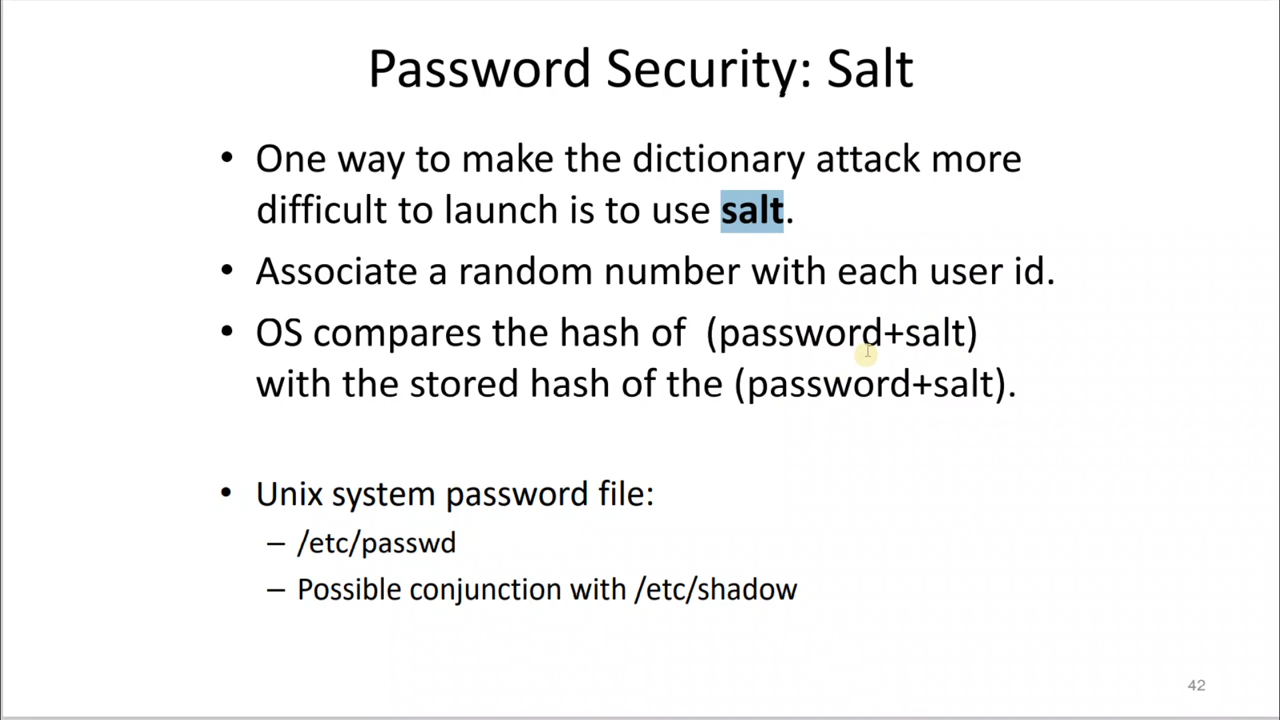 Password Security: Salt
• One way to make the dictionary attack more
difficult to launch is to use salt.
• Associate a random number with each user id.
• OS compares the hash of (password+salt)
with the stored hash of the (password+salt).
• Unix system password file:
– /etc/passwd
– Possible conjunction with /etc/shadow
42